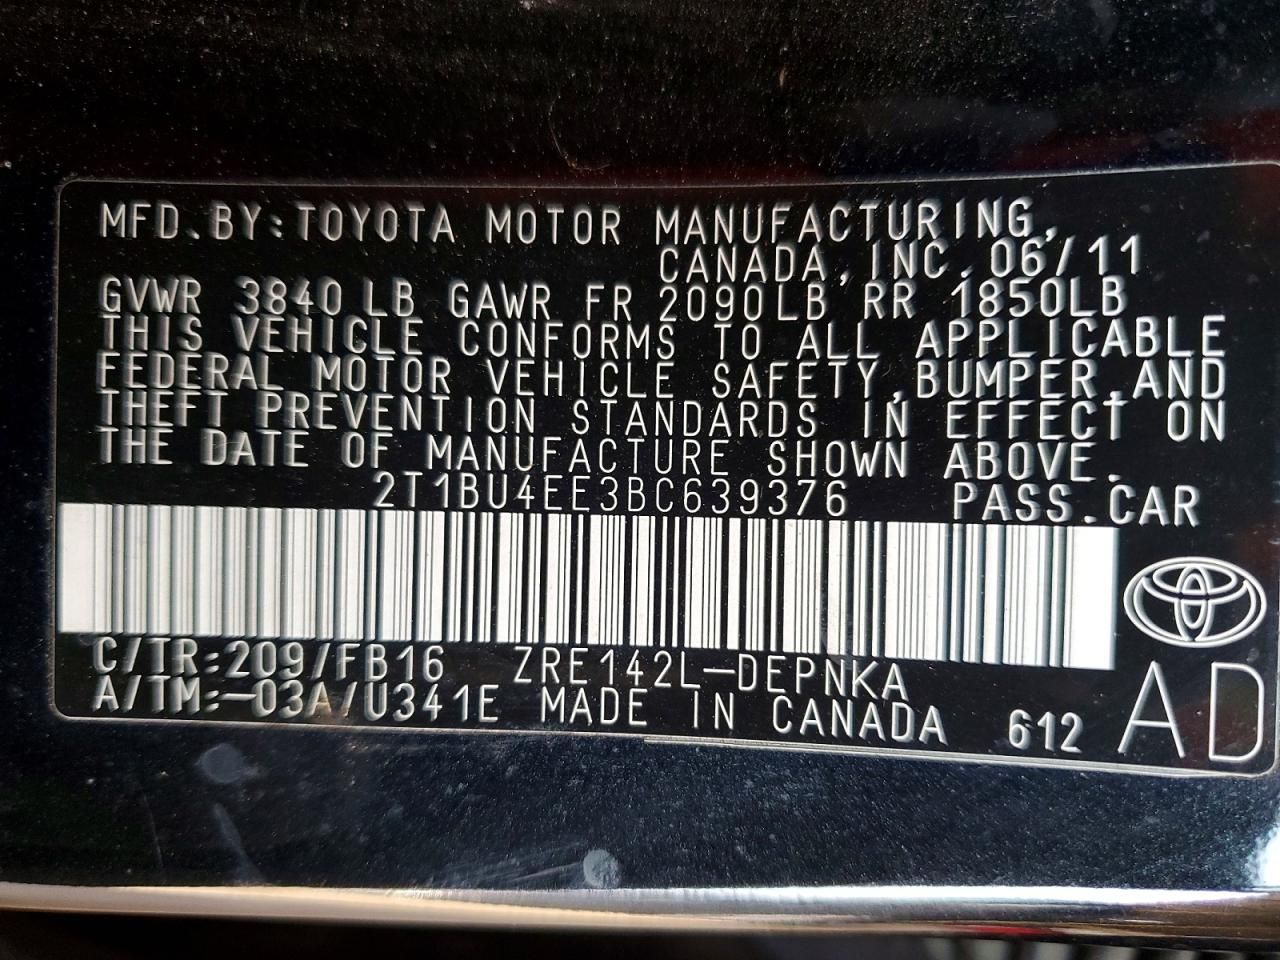 MFD.BY:TOYOTA MOTOR MANUFACTURING,
CANADA,INC.06/11
GVWR 3840LB GAWR FR 2090LB RR 1850LB
THIS VEHICLE CONFORMS TO ALL APPLICABLE
FEDERAL MOTOR VEHICLE SAFETY,BUMPER,AND
THEFT PREVENTION STANDARDS IN EFFECT ON
THE DATE OF MANUFACTURE SHOWN ABOVE.
2T1BU4EE3BC639376 PASS.CAR
C/TR:209/FB16 ZRE142L-DEPNKA
A/TM:-03A/U341E MADE IN CANADA 612 AD